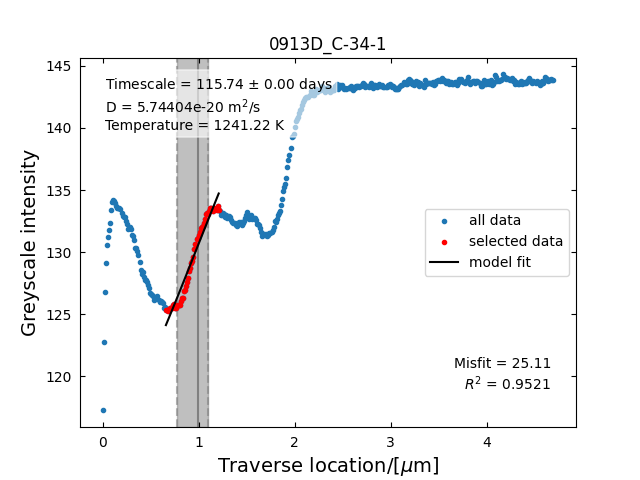 0913D_C-34-1
Timescale = 115.74 ± 0.00 days
D = 5.74404e-20 m²/s
Temperature = 1241.22 K
145
140
135
130
125
120
Greyscale intensity
all data
selected data
model fit
Misfit = 25.11
R² = 0.9521
0 1 2 3 4
Traverse location/[μm]